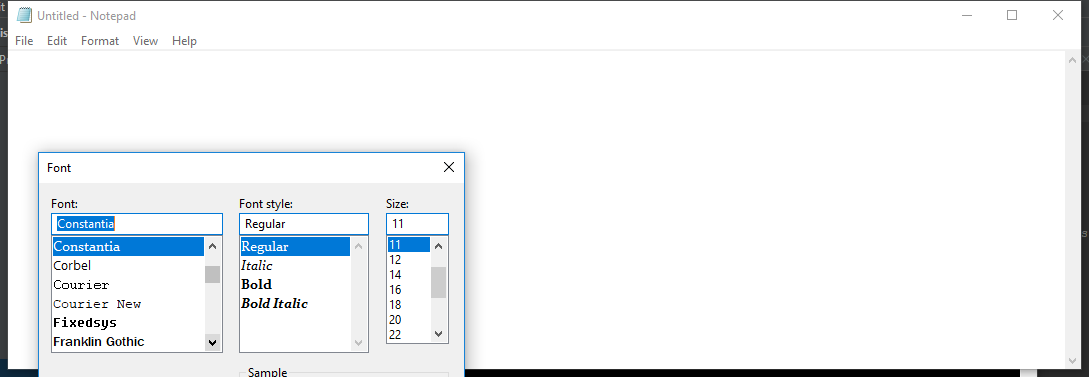 Untitled - Notepad
File Edit Format View Help
Font
Font: Font style: Size:
Constantia Regular 11
Constantia Regular 11
Corbel Italic 12
Courier Bold 14
Courier New Bold Italic 16
Fixedsys 18
Franklin Gothic 20
22
Sample